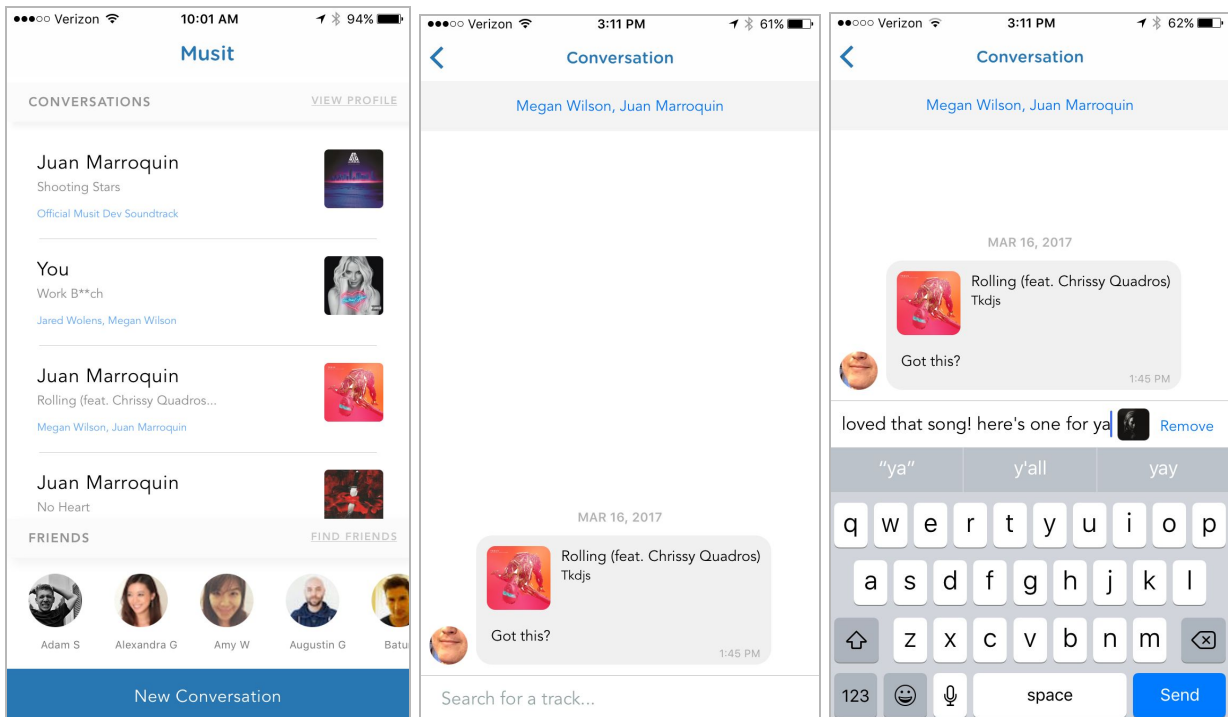 Verizon 10:01 AM 94%
Musit
CONVERSATIONS VIEW PROFILE
Juan Marroquin
Shooting Stars
Official Musit Dev Soundtrack
You
Work B**ch
Jared Wolens, Megan Wilson
Juan Marroquin
Rolling (feat. Chrissy Quadros...
Megan Wilson, Juan Marroquin
Juan Marroquin
No Heart
FRIENDS FIND FRIENDS
Adam S Alexandra G Amy W Augustin G Batu
New Conversation
Verizon 3:11 PM 61%
Conversation
Megan Wilson, Juan Marroquin
MAR 16, 2017
Rolling (feat. Chrissy Quadros)
Tkdjs
Got this?
1:45 PM
Search for a track...
Verizon 3:11 PM 62%
Conversation
Megan Wilson, Juan Marroquin
MAR 16, 2017
Rolling (feat. Chrissy Quadros)
Tkdjs
Got this?
1:45 PM
loved that song! here's one for ya Remove
“ya” y'all yay
q w e r t y u i o p
a s d f g h j k l
z x c v b n m
123 space Send